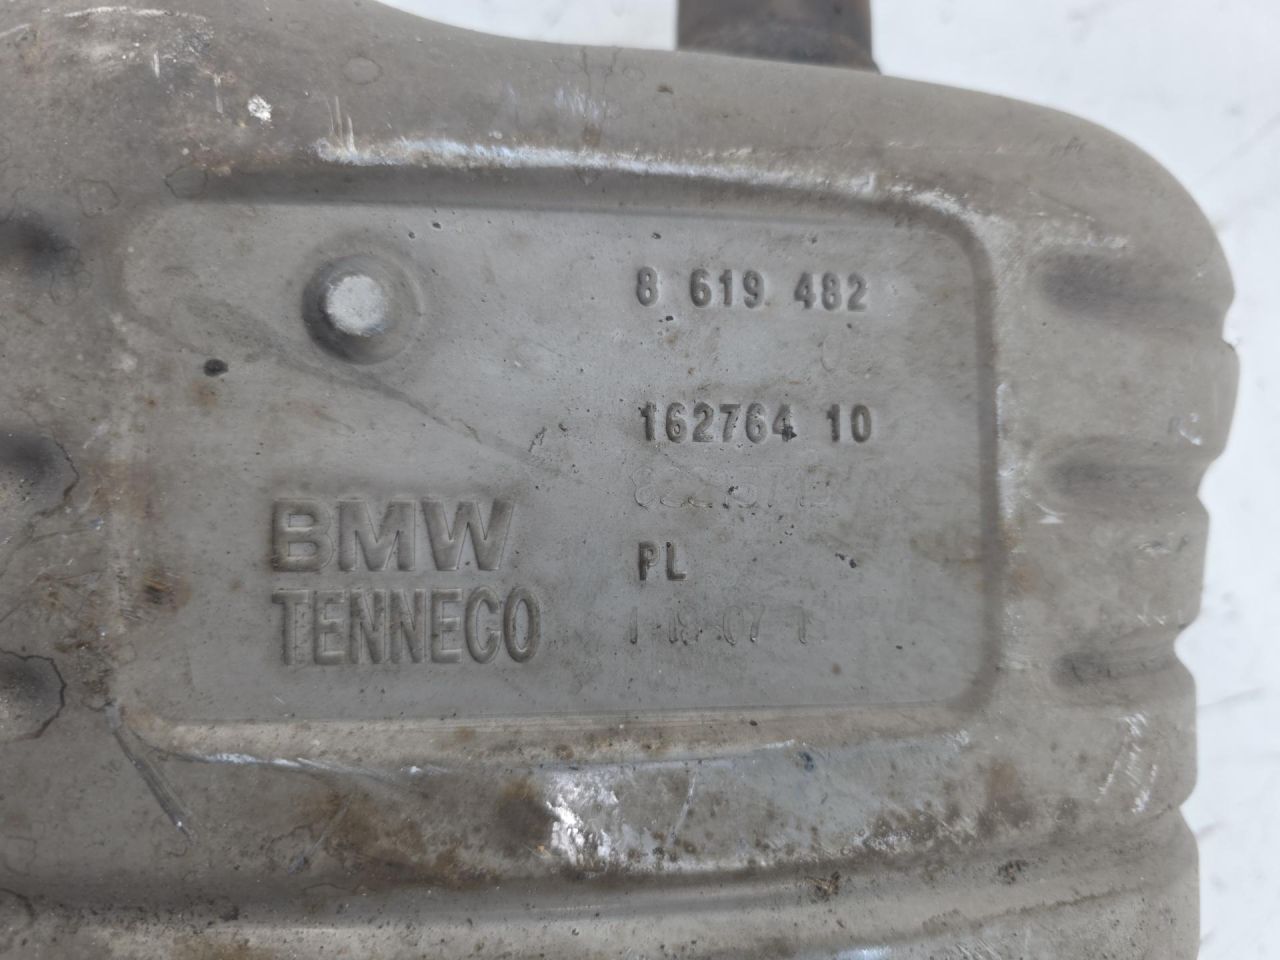 8 619 482
162764 10
BMW
PL
TENNECO